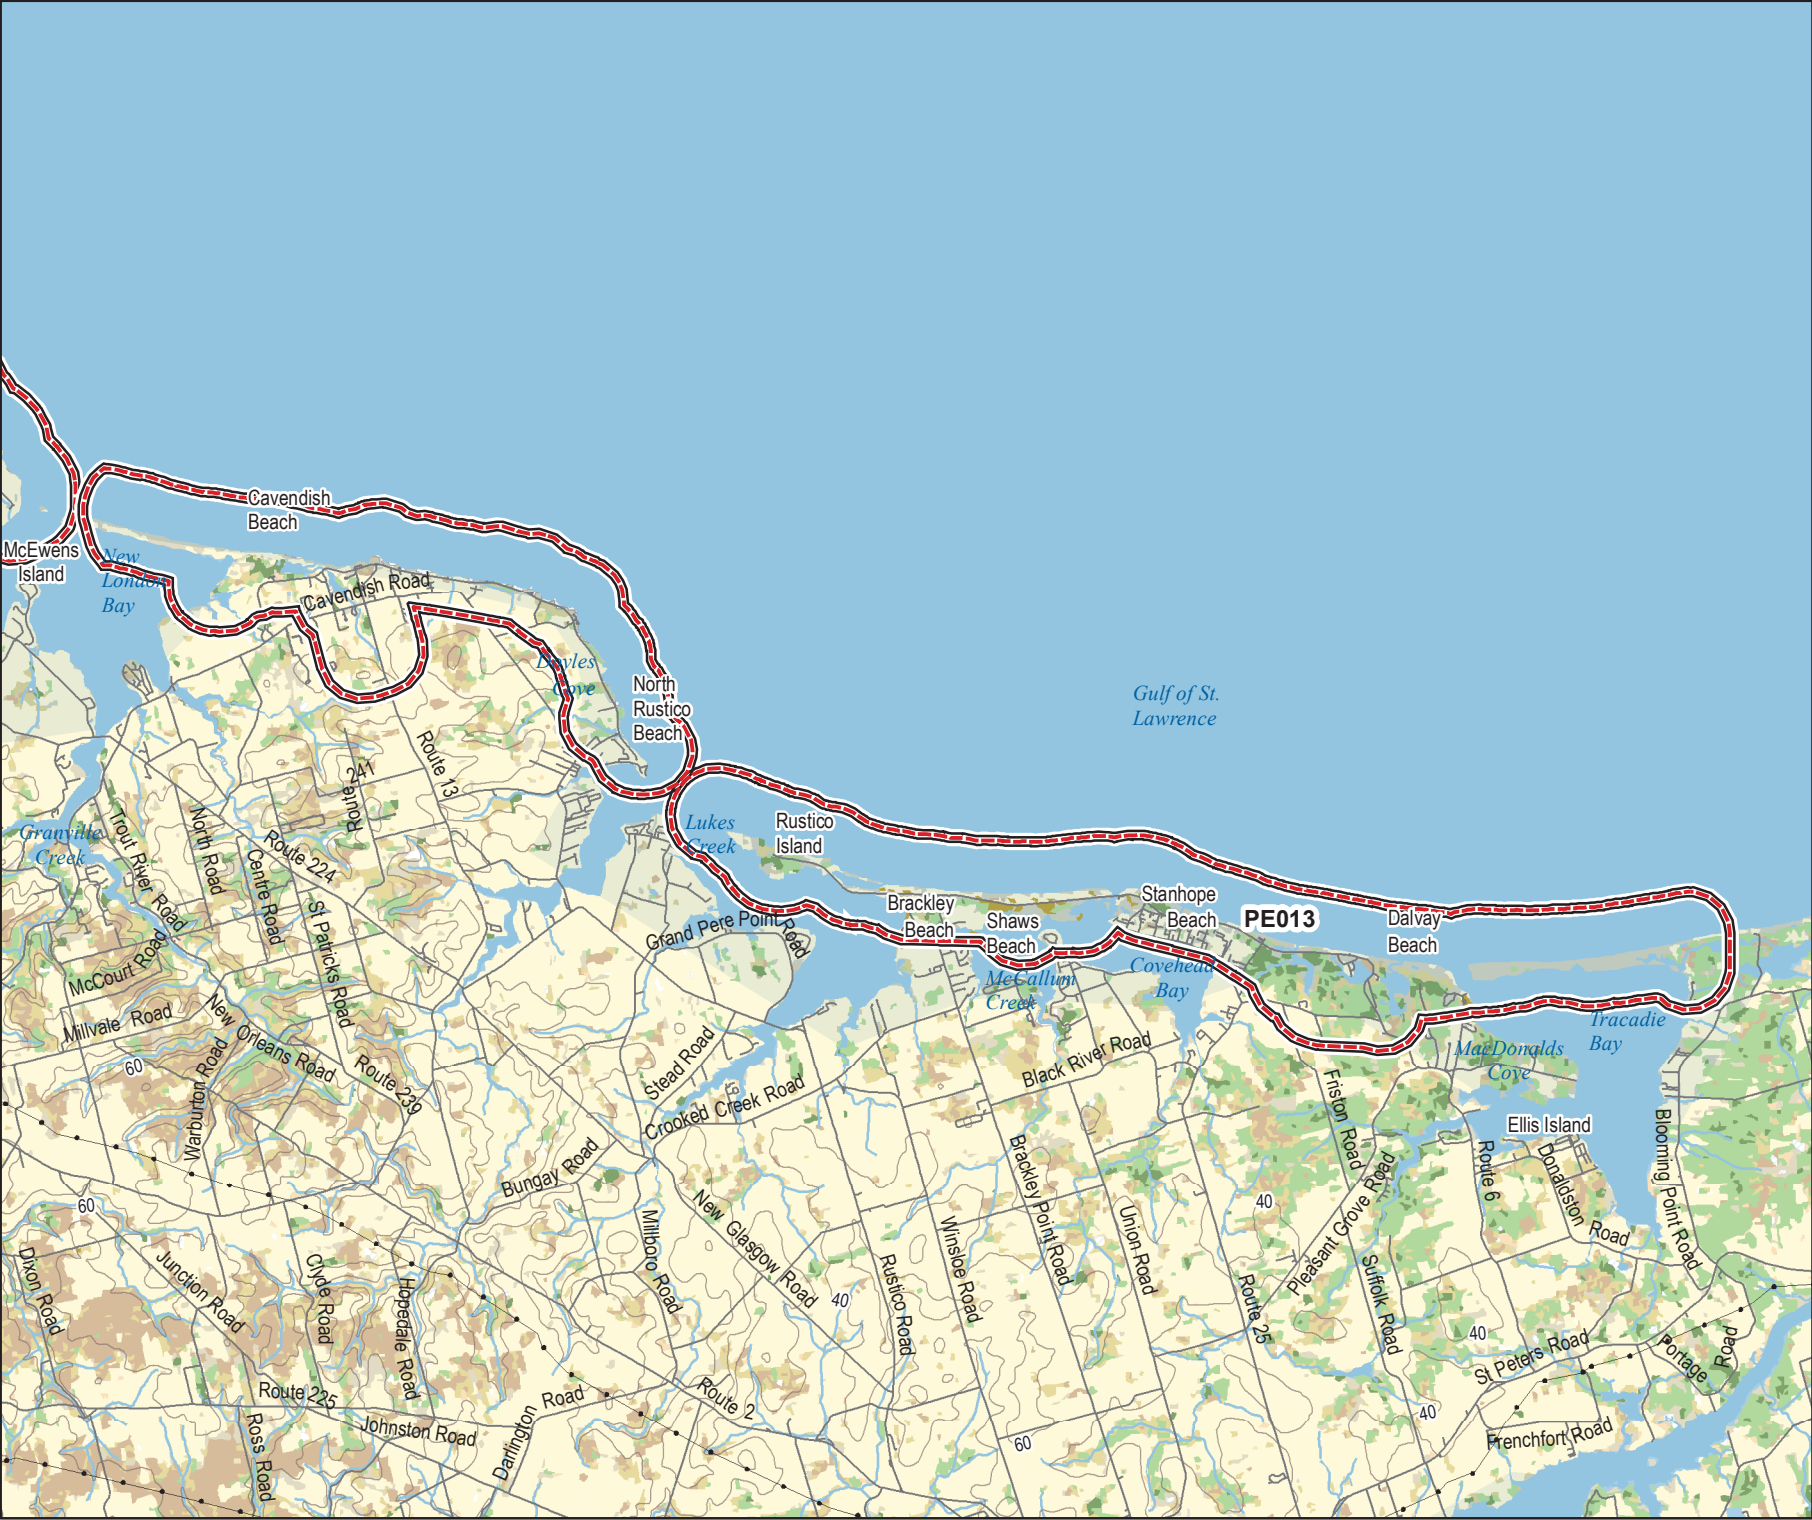 Cavendish
Beach
McEwens
Island
New
London
Bay
Cavendish Road
Doyles
Cove
North
Rustico
Beach
Gulf of St.
Lawrence
Route 13
Route
241
Lukes
Creek
Rustico
Island
Granville
Creek
Trout River Road
North Road
Route 224
Centre Road
St Patricks Road
Brackley
Beach
Shaws
Beach
Stanhope
Beach
PE013
Dalvay
Beach
Grand Pere Point Road
McCallum
Creek
Covehead
Bay
McCourt Road
Millvale Road
New Orleans Road
Tracadie
Bay
MacDonalds
Cove
60
Warburton Road
Route 239
Stead Road
Crooked Creek Road
Black River Road
Friston Road
Ellis Island
Blooming Point Road
Bungay Road
Brackley Point Road
Route 6
Donaldston Road
60
New Glasgow Road
Milboro Road
Union Road
40
Pleasant Grove Road
Dixon Road
Junction Road
Clyde Road
Hopedale Road
40
Rustico Road
Winsloe Road
Route 25
Suffolk Road
40
St Peters Road
Portage Road
Route 225
Ross Road
Johnston Road
Darlington Road
Route 2
60
40
Frenchfort Road